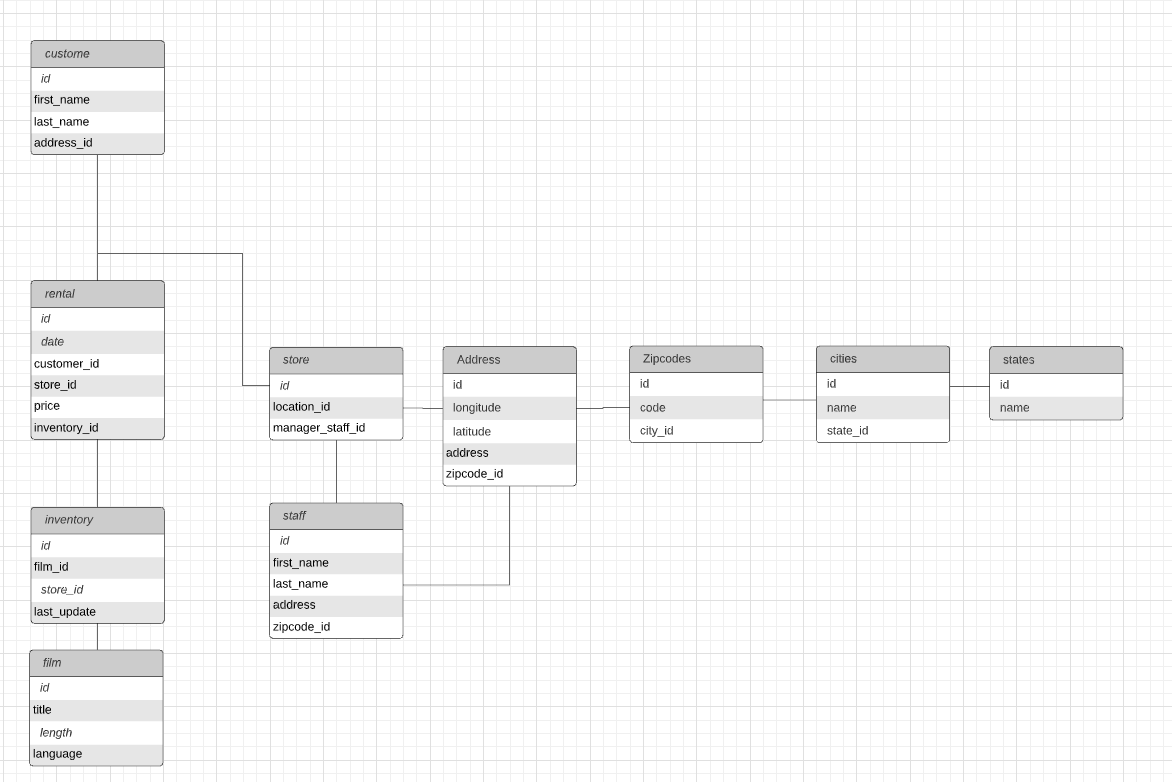 custome
id
first_name
last_name
address_id
rental
id
date
customer_id
store_id
price
inventory_id
inventory
id
film_id
store_id
last_update
film
id
title
length
language
store
id
location_id
manager_staff_id
staff
id
first_name
last_name
address
zipcode_id
Address
id
longitude
latitude
address
zipcode_id
Zipcodes
id
code
city_id
cities
id
name
state_id
states
id
name